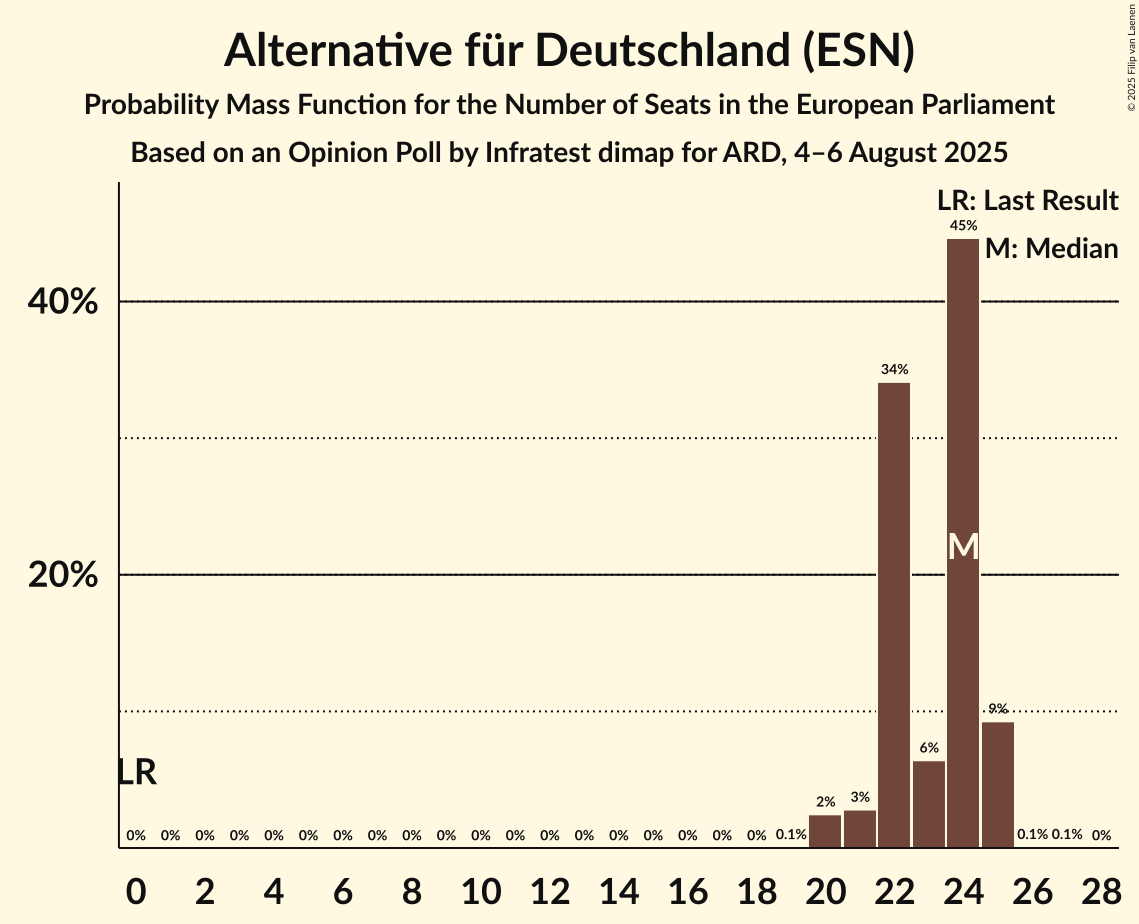 Alternative für Deutschland (ESN)
Probability Mass Function for the Number of Seats in the European Parliament
Based on an Opinion Poll by Infratest dimap for ARD, 4–6 August 2025
© 2025 Filip van Laenen
LR: Last Result
M: Median
45%
40%
34%
M
20%
9%
6%
LR
2% 3%
0% 0% 0% 0% 0% 0% 0% 0% 0% 0% 0% 0% 0% 0% 0% 0% 0% 0% 0% 0.1% 0.1% 0.1% 0%
0 2 4 6 8 10 12 14 16 18 20 22 24 26 28